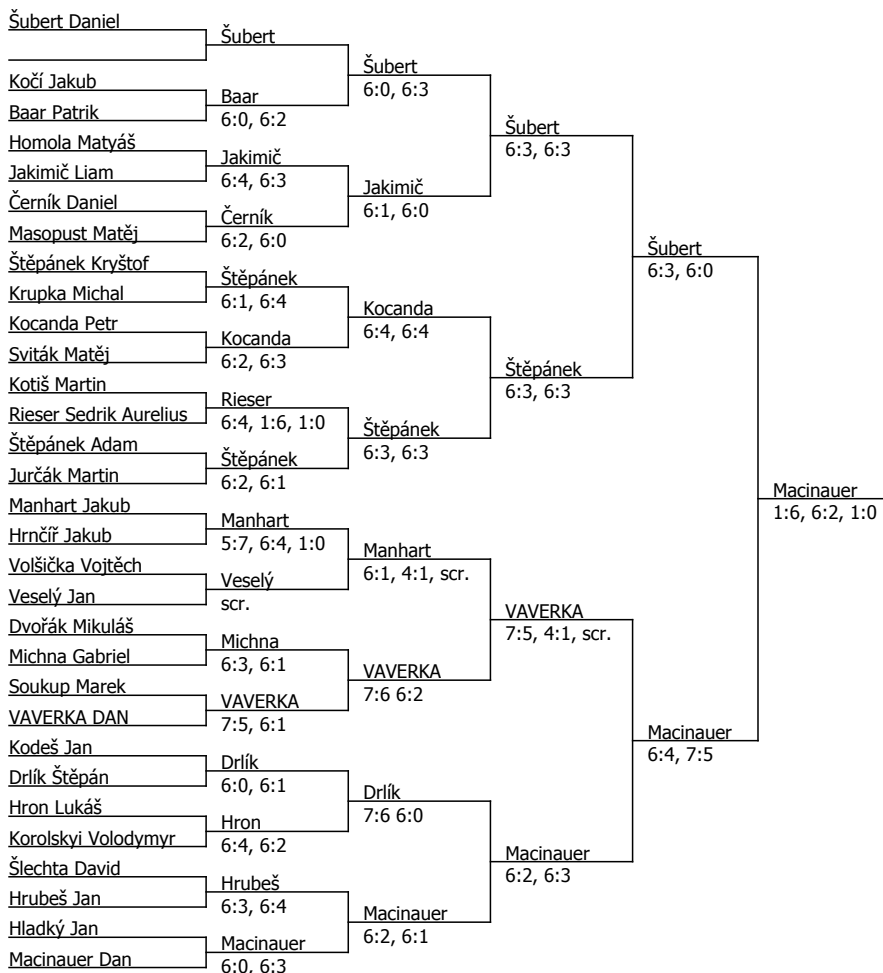 Šubert Daniel
Kočí Jakub
Baar Patrik
Homola Matyáš
Jakimič Liam
Černík Daniel
Masopust Matěj
Štěpánek Kryštof
Krupka Michal
Kocanda Petr
Sviták Matěj
Kotiš Martin
Rieser Sedrik Aurelius
Štěpánek Adam
Jurčák Martin
Manhart Jakub
Hrnčíř Jakub
Volšička Vojtěch
Veselý Jan
Dvořák Mikuláš
Michna Gabriel
Soukup Marek
VAVERKA DAN
Kodeš Jan
Drlík Štěpán
Hron Lukáš
Korolskyi Volodymyr
Šlechta David
Hrubeš Jan
Hladký Jan
Macinauer Dan
Šubert
Baar
6:0, 6:2
Jakimič
6:4, 6:3
Černík
6:2, 6:0
Štěpánek
6:1, 6:4
Kocanda
6:2, 6:3
Rieser
6:4, 1:6, 1:0
Štěpánek
6:2, 6:1
Manhart
5:7, 6:4, 1:0
Veselý
scr.
Michna
6:3, 6:1
VAVERKA
7:5, 6:1
Drlík
6:0, 6:1
Hron
6:4, 6:2
Hrubeš
6:3, 6:4
Macinauer
6:0, 6:3
Šubert
6:0, 6:3
Jakimič
6:1, 6:0
Kocanda
6:4, 6:4
Štěpánek
6:3, 6:3
Manhart
6:1, 4:1, scr.
VAVERKA
7:6 6:2
Drlík
7:6 6:0
Macinauer
6:2, 6:1
Šubert
6:3, 6:3
Štěpánek
6:3, 6:3
VAVERKA
7:5, 4:1, scr.
Macinauer
6:2, 6:3
Šubert
6:3, 6:0
Macinauer
6:4, 7:5
Macinauer
1:6, 6:2, 1:0